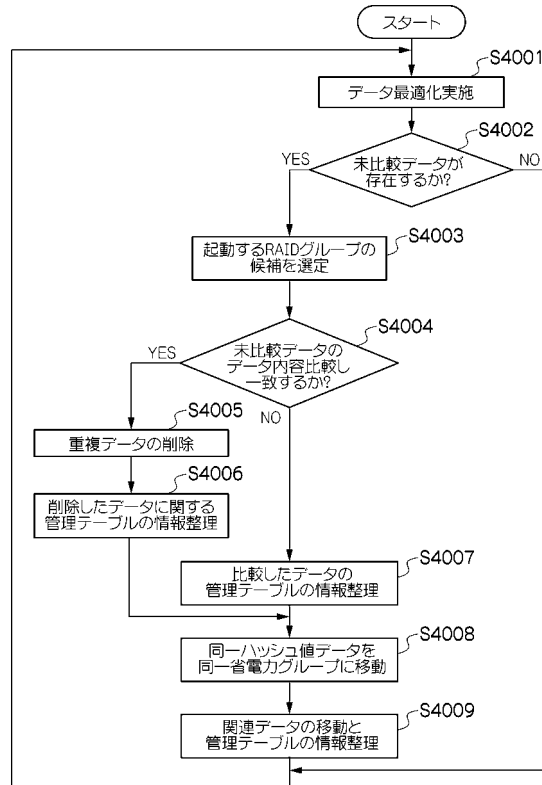 スタート
S4001
データ最適化実施
S4002
未比較データが
存在するか?
YES
NO
S4003
起動するRAIDグループの
候補を選定
S4004
未比較データの
データ内容比較し
一致するか?
YES
NO
S4005
重複データの削除
S4006
削除したデータに関する
管理テーブルの情報整理
S4007
比較したデータの
管理テーブルの情報整理
S4008
同一ハッシュ値データを
同一省電力グループに移動
S4009
関連データの移動と
管理テーブルの情報整理